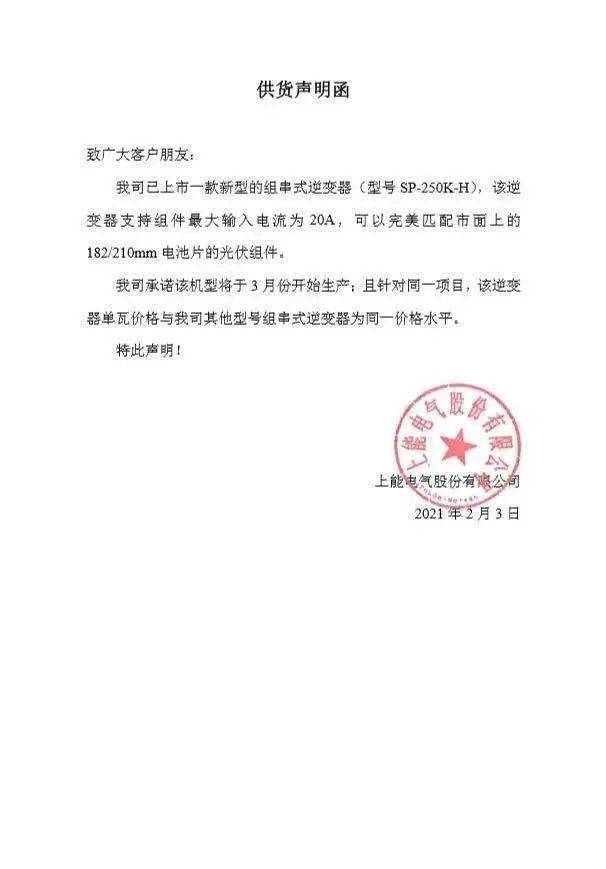 供货声明函
致广大客户朋友：
我司已上市一款新型的组串式逆变器（型号 SP-250K-H），该逆
变器支持组件最大输入电流为 20A，可以完美匹配市面上的
182/210mm 电池片的光伏组件。
我司承诺该机型将于 3 月份开始生产；且针对同一项目，该逆变
器单瓦价格与我司其他型号组串式逆变器为同一价格水平。
特此声明！
上能电气股份有限公司
上能电气股份有限公司
2021 年 2 月 3 日